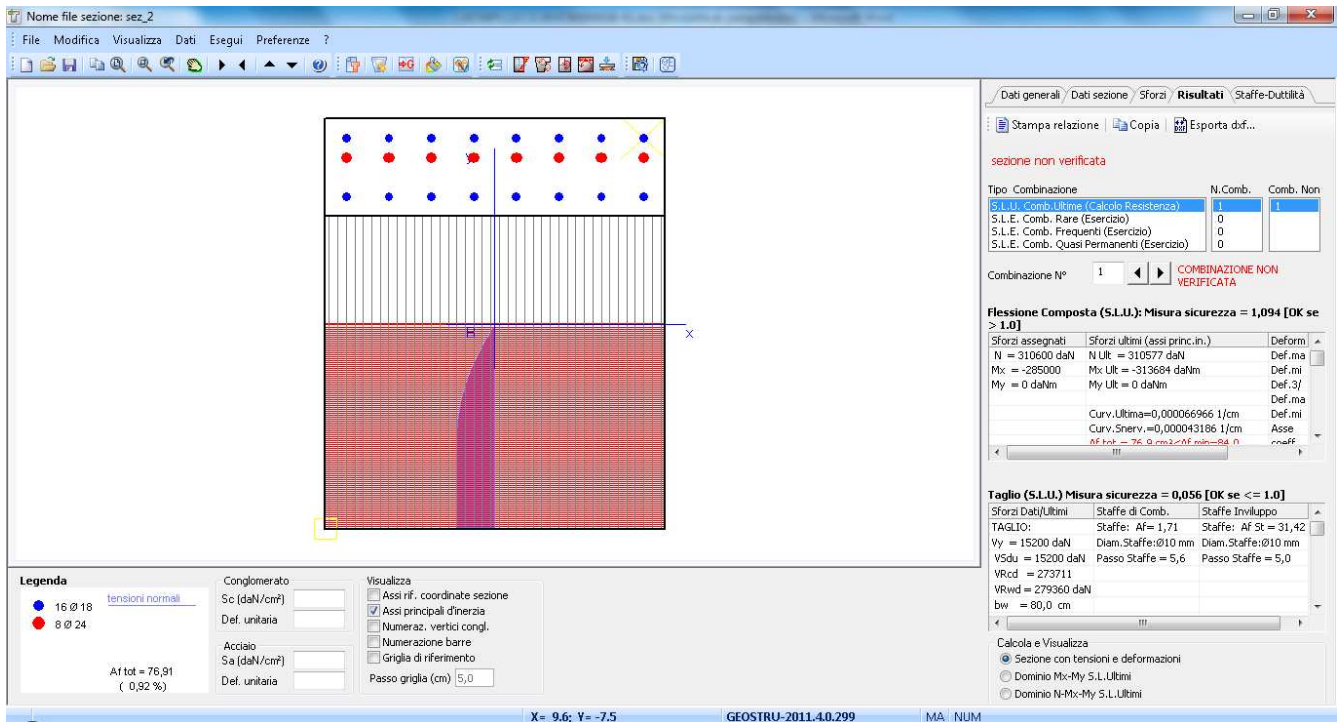 Nome file sezione: sez_2
File Modifica Visualizza Dati Esegui Preferenze ?
Dati generali Dati sezione Sforzi Risultati Staffe-Duttilità
Stampa relazione Copia Esporta dxf...
sezione non verificata
Tipo Combinazione N.Comb. Comb. Non
S.L.U. Comb.Ultime (Calcolo Resistenza) 1 1
S.L.E. Comb. Rare (Esercizio) 0
S.L.E. Comb. Frequenti (Esercizio) 0
S.L.E. Comb. Quasi Permanenti (Esercizio) 0
Combinazione N° 1 COMBINAZIONE NON
VERIFICATA
Flessione Composta (S.L.U.): Misura sicurezza = 1,094 [OK se
> 1.0]
Sforzi assegnati Sforzi ultimi (assi princ.in.) Deform
N = 310600 daN N Ult = 310577 daN Def.ma
Mx = -285000 Mx Ult = -313684 daNm Def.mi
My = 0 daNm My Ult = 0 daNm Def.3/
Def.ma
Curv.Ultima=0,000066966 1/cm Def.mi
Curv.Snerv.=0,000043186 1/cm Asse
Af tot = 76,9 cm²<Af min=84,0 coeff
Taglio (S.L.U.) Misura sicurezza = 0,056 [OK se <= 1.0]
Sforzi Dati/Ultimi Staffe di Comb. Staffe Inviluppo
TAGLIO: Staffe: Af= 1,71 Staffe: Af St = 31,42
Vy = 15200 daN Diam.Staffe:Ø10 mm Diam.Staffe:Ø10 mm
VSdu = 15200 daN Passo Staffe = 5,6 Passo Staffe = 5,0
VRcd = 273711
VRwd = 279360 daN
bw = 80,0 cm
Calcola e Visualizza
Sezione con tensioni e deformazioni
Dominio Mx-My S.L.Ultimi
Dominio N-Mx-My S.L.Ultimi
y
x
Legenda
16 Ø 18 tensioni normali
8 Ø 24
Af tot = 76,91
( 0,92 %)
Conglomerato
Sc (daN/cm²)
Def. unitaria
Acciaio
Sa (daN/cm²)
Def. unitaria
Visualizza
Assi rif. coordinate sezione
Assi principali d'inerzia
Numeraz. vertici congl.
Numerazione barre
Griglia di riferimento
Passo griglia (cm) 5,0
X= 9.6; Y= -7.5 GEOSTRU-2011.4.0.299 MA NUM